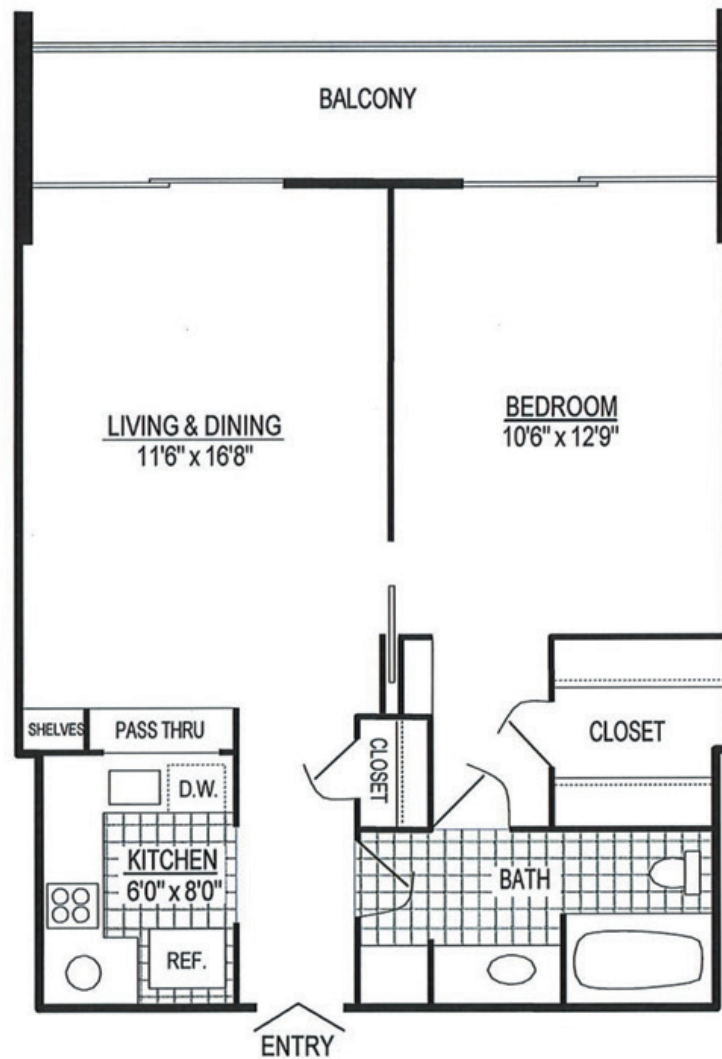 BALCONY
LIVING & DINING
11'6" x 16'8"
BEDROOM
10'6" x 12'9"
SHELVES
PASS THRU
CLOSET
CLOSET
D.W.
KITCHEN
6'0" x 8'0"
BATH
REF.
ENTRY